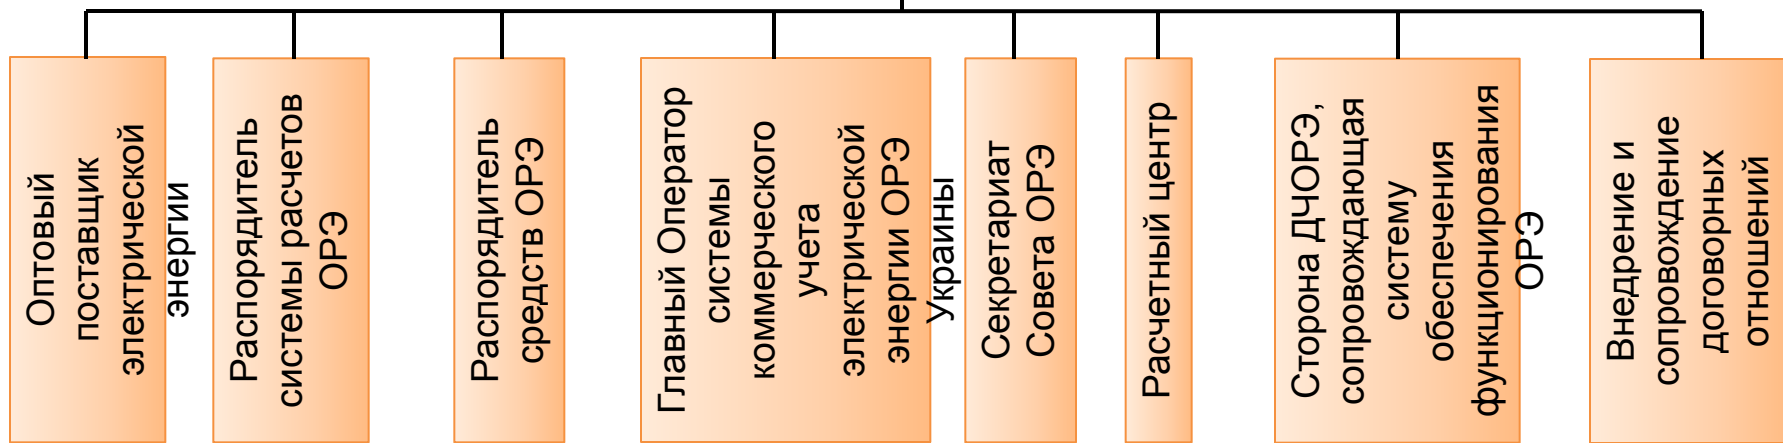 Оптовый
поставщик
электрической
энергии
Распорядитель
системы расчетов
ОРЭ
Распорядитель
средств ОРЭ
Главный Оператор
системы
коммерческого
учета
электрической
энергии ОРЭ
Украины
Секретариат
Совета ОРЭ
Расчетный центр
Сторона ДЧОРЭ,
сопровождающая
систему
обеспечения
функционирования
ОРЭ
Внедрение и
сопровождение
договорных
отношений